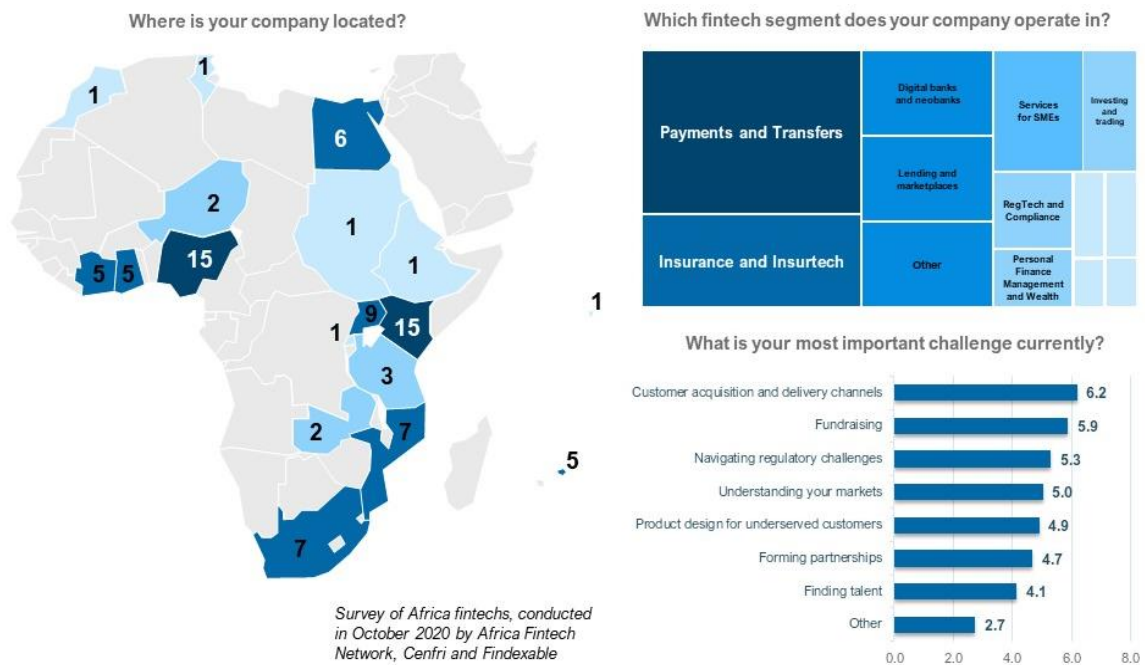 Where is your company located?
1
1
6
2
1
15
5
5
1
9
15
1
1
3
2
7
5
7
Survey of Africa fintechs, conducted
in October 2020 by Africa Fintech
Network, Cenfri and Findexable
Which fintech segment does your company operate in?
Payments and Transfers
Insurance and Insurtech
Digital banks
and neobanks
Lending and
marketplaces
Other
Services
for SMEs
Investing
and
trading
RegTech and
Compliance
Personal
Finance
Management
and Wealth
What is your most important challenge currently?
Customer acquisition and delivery channels 6.2
Fundraising 5.9
Navigating regulatory challenges 5.3
Understanding your markets 5.0
Product design for underserved customers 4.9
Forming partnerships 4.7
Finding talent 4.1
Other 2.7
0.0 2.0 4.0 6.0 8.0